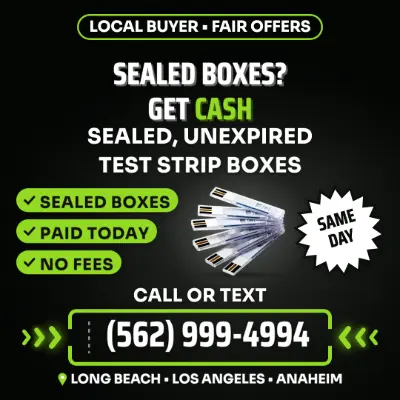 LOCAL BUYER • FAIR OFFERS
SEALED BOXES?
GET CASH
SEALED, UNEXPIRED
TEST STRIP BOXES
SEALED BOXES
PAID TODAY
NO FEES
SAME
DAY
CALL OR TEXT
(562) 999-4994
LONG BEACH • LOS ANGELES • ANAHEIM